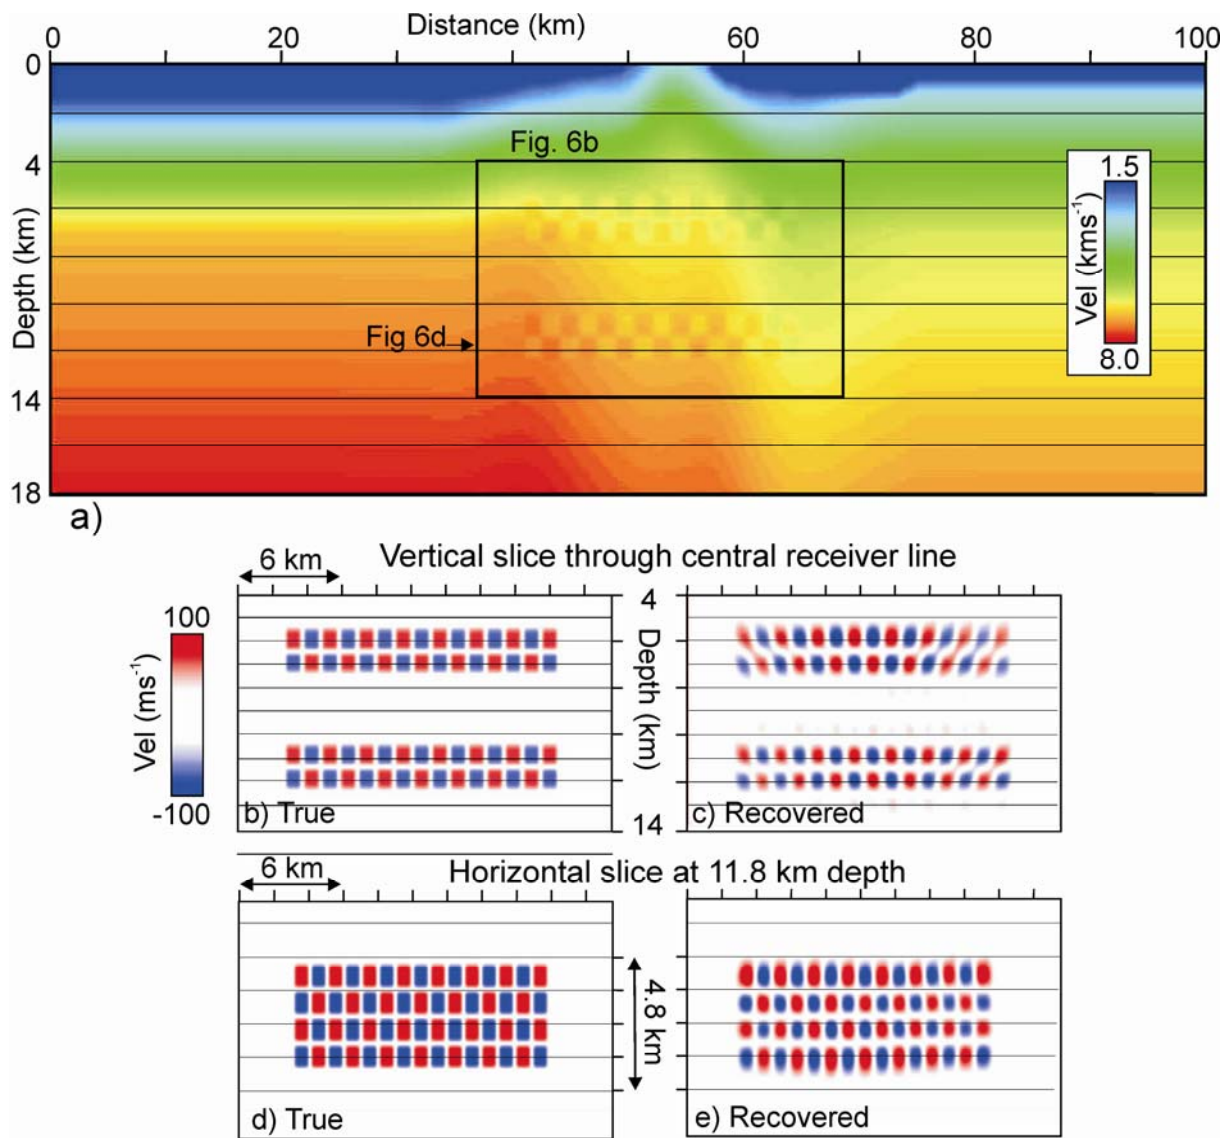 Distance (km)
0 20 60 80 100
0
4
14
18
Depth (km)
Fig. 6b
Fig 6d
1.5
Vel (kms-1)
8.0
a)
Vertical slice through central receiver line
6 km
100
Vel (ms-1)
-100
4
Depth (km)
14
b) True
c) Recovered
Horizontal slice at 11.8 km depth
6 km
4.8 km
d) True
e) Recovered